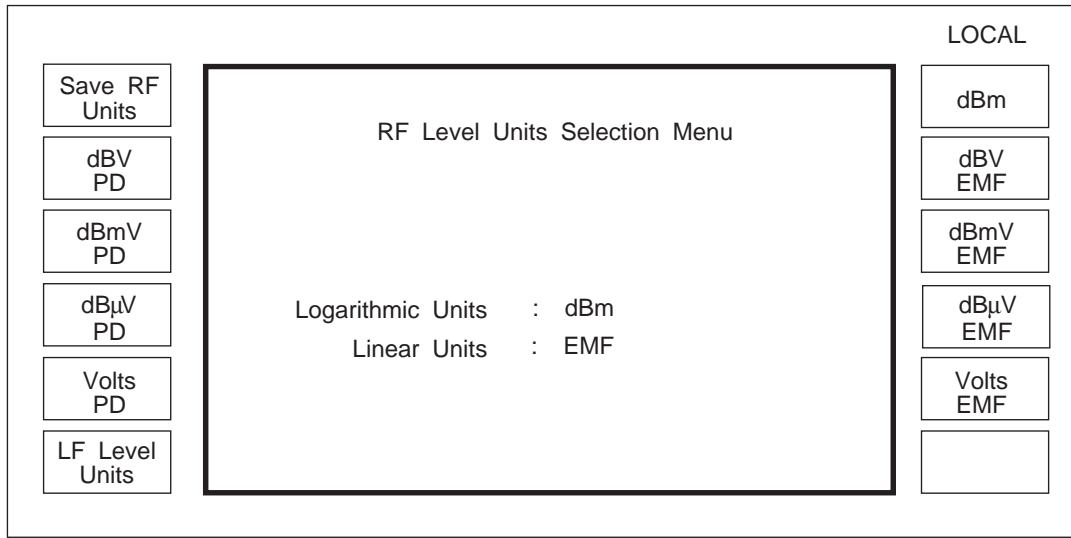 LOCAL
Save RF
Units
dBV
PD
dBmV
PD
dBµV
PD
Volts
PD
LF Level
Units
RF Level Units Selection Menu
Logarithmic Units : dBm
Linear Units : EMF
dBm
dBV
EMF
dBmV
EMF
dBµV
EMF
Volts
EMF